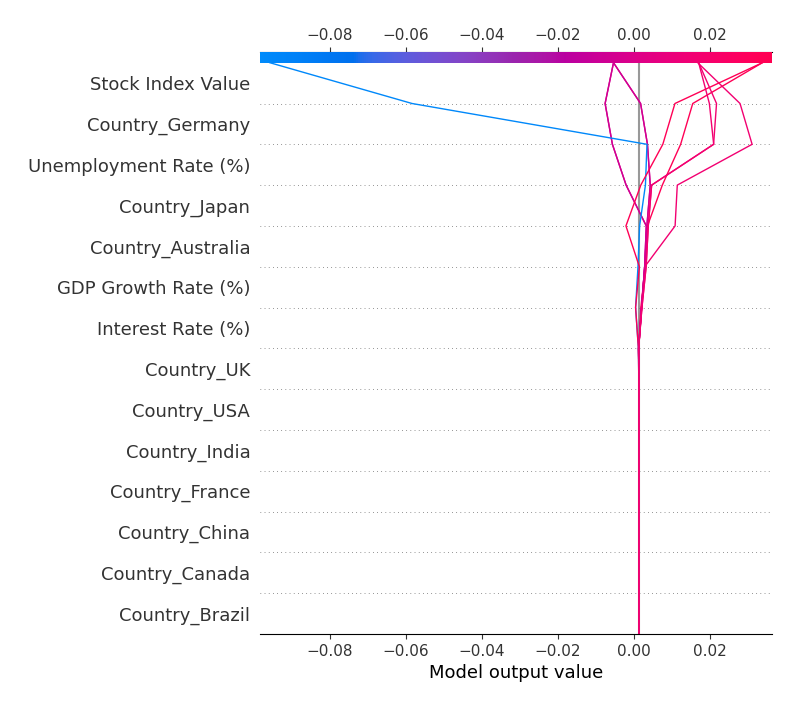 −0.08 −0.06 −0.04 −0.02 0.00 0.02
Stock Index Value
Country_Germany
Unemployment Rate (%)
Country_Japan
Country_Australia
GDP Growth Rate (%)
Interest Rate (%)
Country_UK
Country_USA
Country_India
Country_France
Country_China
Country_Canada
Country_Brazil
−0.08 −0.06 −0.04 −0.02 0.00 0.02
Model output value